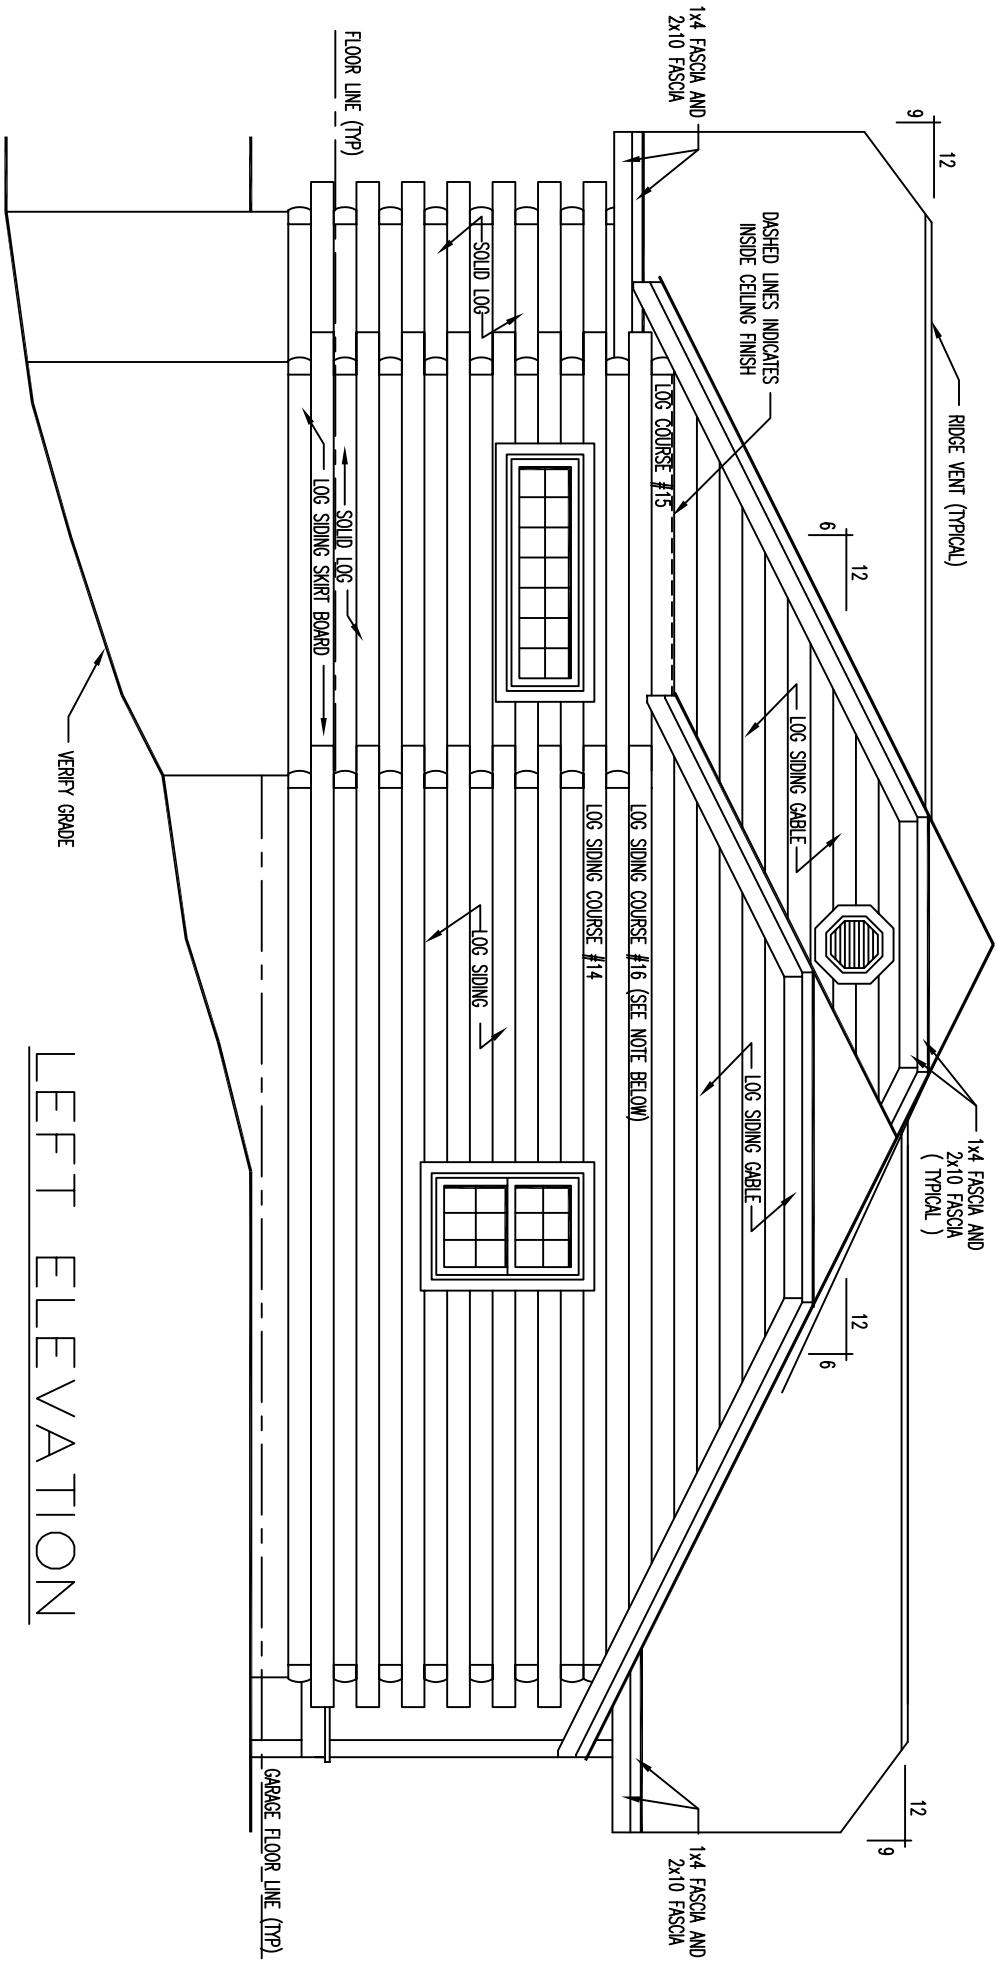 1x4 FASCIA AND
2x10 FASCIA
9
12
RIDGE VENT (TYPICAL)
DASHED LINES INDICATES
INSIDE CEILING FINISH
6
12
LOG SIDING GABLE
1x4 FASCIA AND
2x10 FASCIA
( TYPICAL )
12
6
12
9
1x4 FASCIA AND
2x10 FASCIA
LOG SIDING GABLE
LOG COURSE #15
LOG SIDING COURSE #16 (SEE NOTE BELOW)
LOG SIDING COURSE #14
SOLID LOG
LOG SIDING
FLOOR LINE (TYP)
SOLID LOG
LOG SIDING SKIRT BOARD
GARAGE FLOOR LINE (TYP)
VERIFY GRADE
LEFT ELEVATION